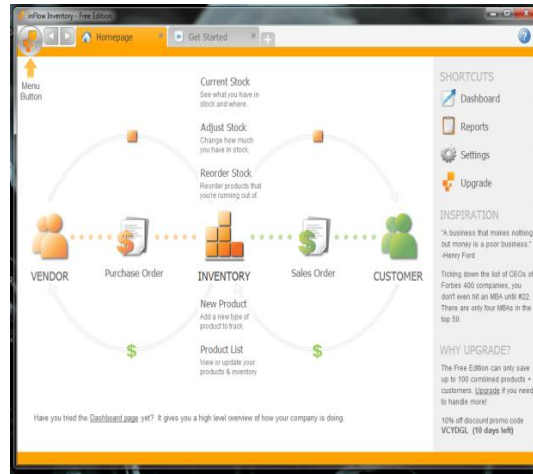 inFlow Inventory - Free Edition
Homepage
Get Started
Menu
Button
Current Stock
See what you have in
stock and where.
Adjust Stock
Change how much
you have in stock.
Reorder Stock
Reorder products that
you're running out of.
VENDOR
Purchase Order
INVENTORY
Sales Order
CUSTOMER
New Product
Add a new type of
product to track.
Product List
View or update your
products & inventory
Have you tried the Dashboard page yet? It gives you a high level overview of how your company is doing.
SHORTCUTS
Dashboard
Reports
Settings
Upgrade
INSPIRATION
"A business that makes nothing
but money is a poor business."
-Henry Ford
Ticking down the list of CEOs of
Forbes 400 companies, you
don't even hit an MBA until #22.
There are only four MBAs in the
top 50.
WHY UPGRADE?
The Free Edition can only save
up to 100 combined products +
customers. Upgrade if you need
to handle more!
10% off discount promo code
VCYDGL (10 days left)